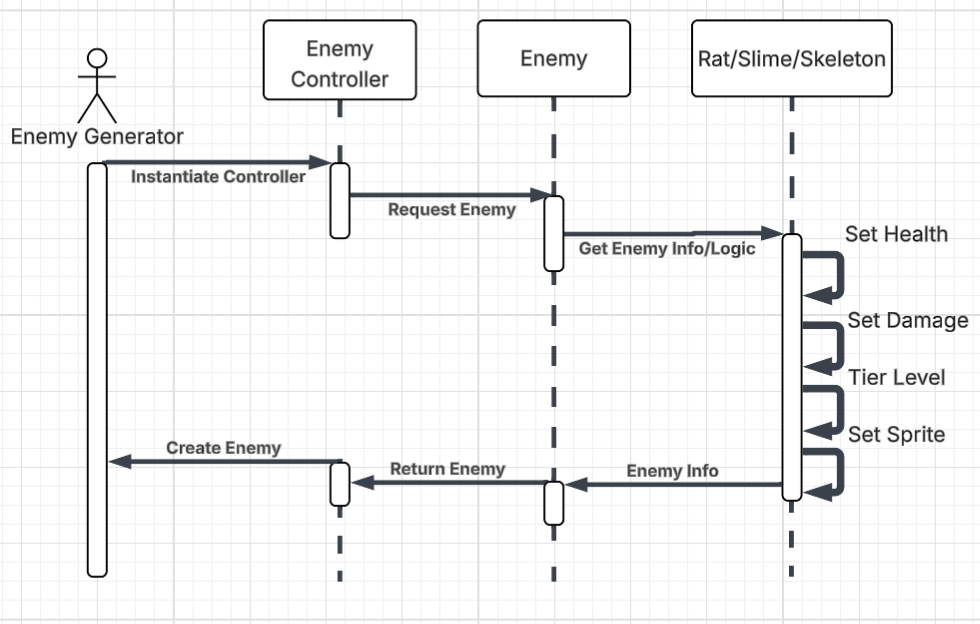 Enemy
Controller
Enemy
Rat/Slime/Skeleton
Enemy Generator
Instantiate Controller
Request Enemy
Get Enemy Info/Logic
Set Health
Set Damage
Tier Level
Set Sprite
Create Enemy
Return Enemy
Enemy Info